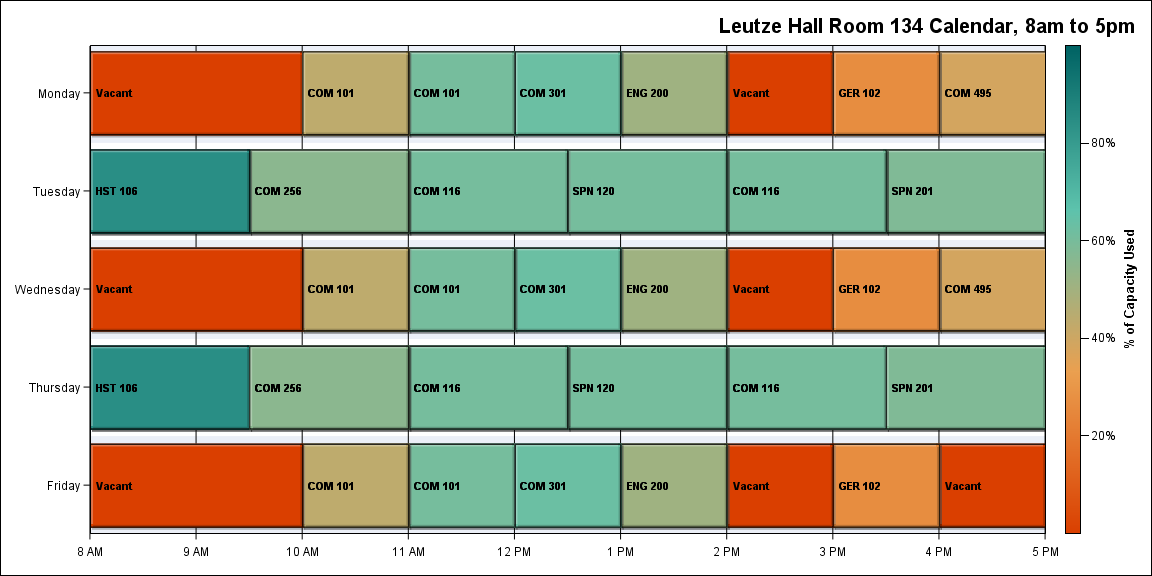 Leutze Hall Room 134 Calendar, 8am to 5pm
Monday
Vacant
COM 101
COM 101
COM 301
ENG 200
Vacant
GER 102
COM 495
Tuesday
HST 106
COM 256
COM 116
SPN 120
COM 116
SPN 201
Wednesday
Vacant
COM 101
COM 101
COM 301
ENG 200
Vacant
GER 102
COM 495
Thursday
HST 106
COM 256
COM 116
SPN 120
COM 116
SPN 201
Friday
Vacant
COM 101
COM 101
COM 301
ENG 200
Vacant
GER 102
Vacant
8 AM
9 AM
10 AM
11 AM
12 PM
1 PM
2 PM
3 PM
4 PM
5 PM
80%
60%
40%
20%
% of Capacity Used